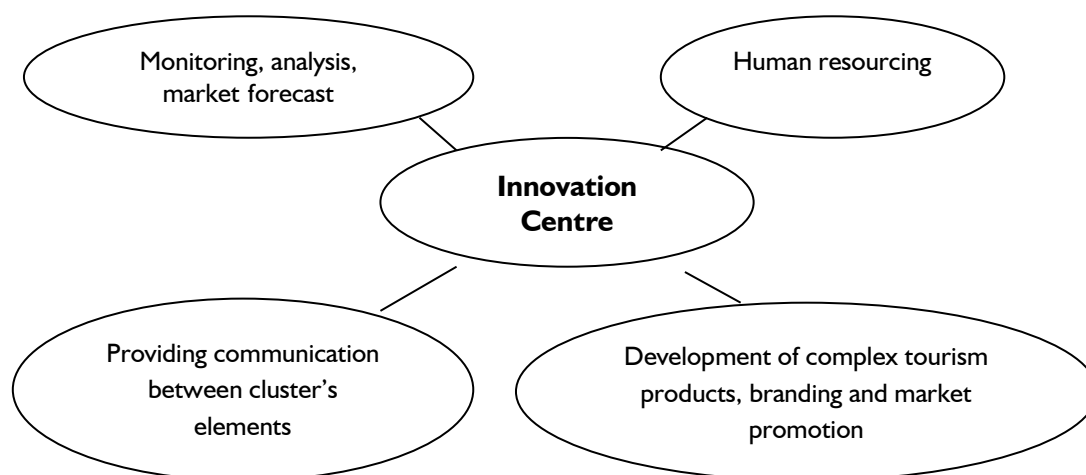 Monitoring, analysis,
market forecast
Human resourcing
Innovation
Centre
Providing communication
between cluster’s
elements
Development of complex tourism
products, branding and market
promotion